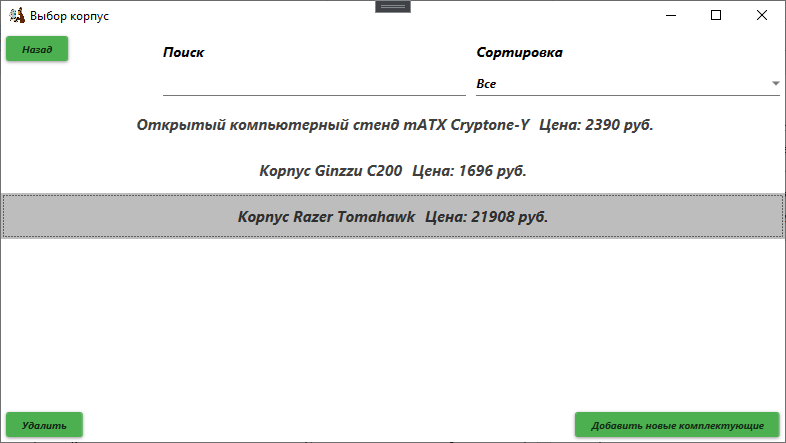 Выбор корпус
Назад
Поиск
Сортировка
Все
Открытый компьютерный стенд mATX Cryptone-Y Цена: 2390 руб.
Корпус Ginzzu C200 Цена: 1696 руб.
Корпус Razer Tomahawk Цена: 21908 руб.
Удалить
Добавить новые комплектующие